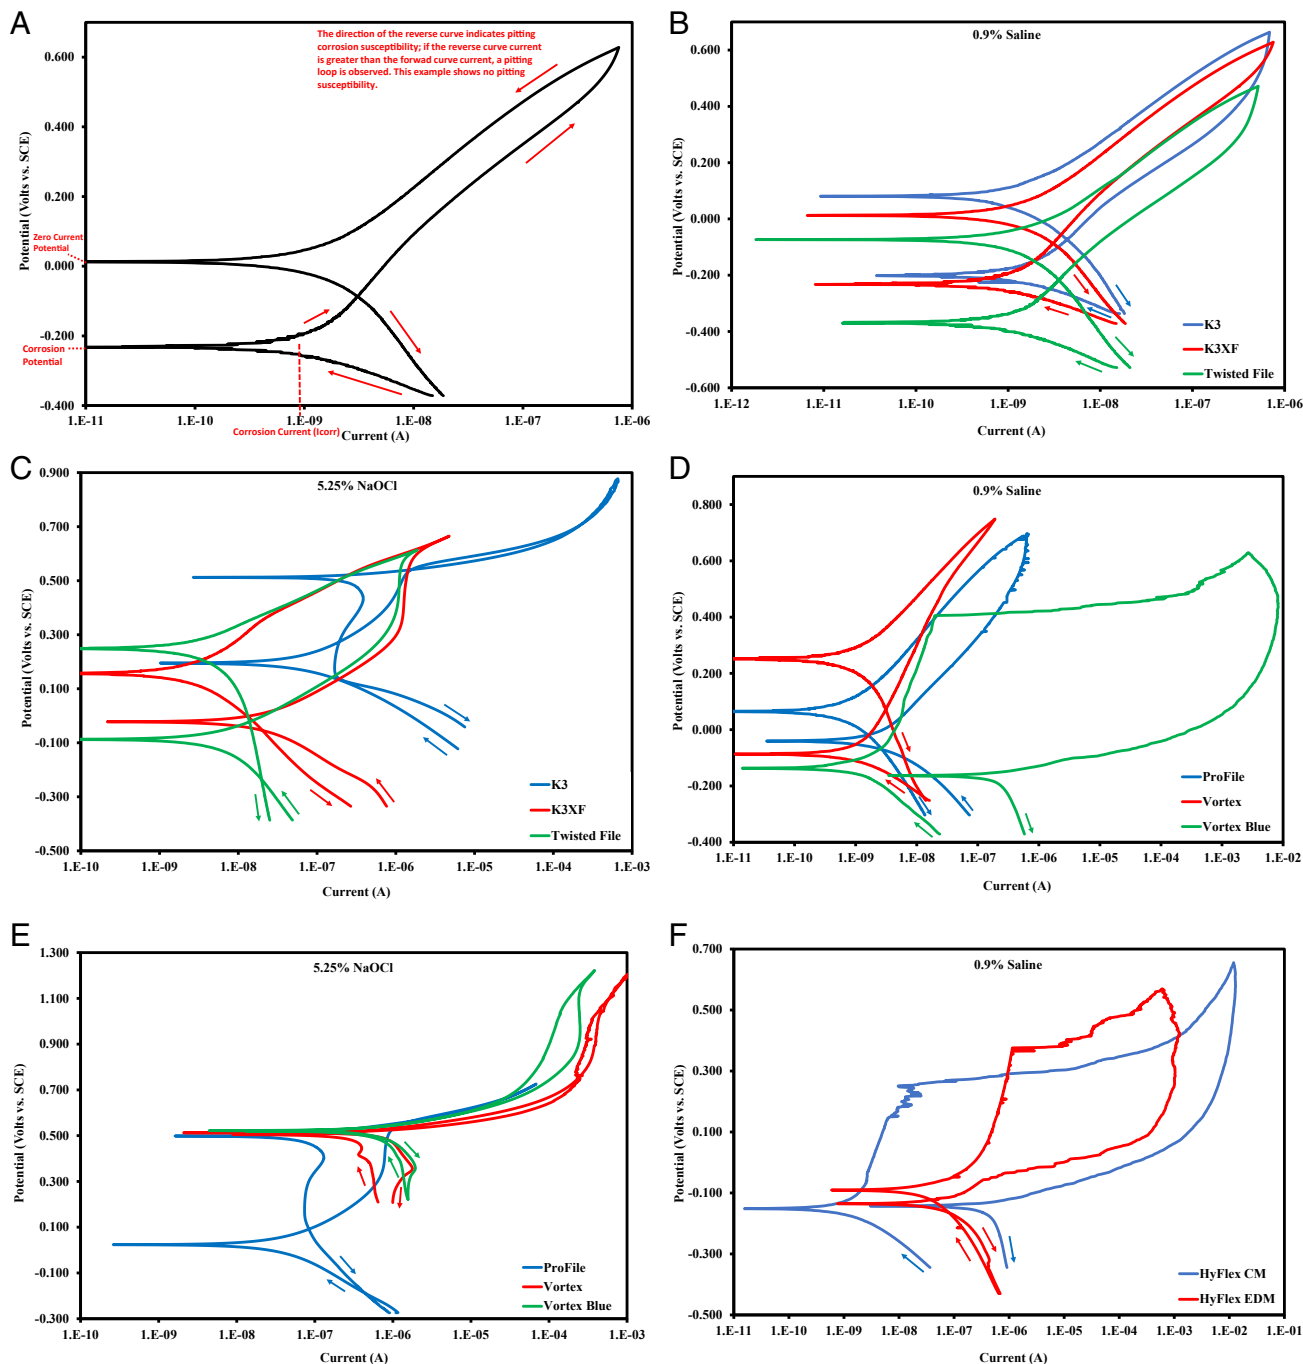 A
The direction of the reverse curve indicates pitting
corrosion susceptibility; if the reverse curve current
is greater than the forwad curve current, a pitting
loop is observed. This example shows no pitting
susceptibility.
Potential (Volts vs. SCE)
0.600
0.400
0.200
0.000
-0.200
-0.400
Zero Current
Potential
Corrosion
Potential
1.E-11
1.E-10
1.E-09
1.E-08
1.E-07
1.E-06
Corrosion Current (Icorr)
Current (A)
B
0.9% Saline
Potential (Volts vs. SCE)
0.600
0.400
0.200
0.000
-0.200
-0.400
-0.600
K3
K3XF
Twisted File
1.E-12
1.E-11
1.E-10
1.E-09
1.E-08
1.E-07
1.E-06
Current (A)
C
5.25% NaOCl
Potential (Volts vs. SCE)
0.900
0.700
0.500
0.300
0.100
-0.100
-0.300
-0.500
K3
K3XF
Twisted File
1.E-10
1.E-09
1.E-08
1.E-07
1.E-06
1.E-05
1.E-04
1.E-03
Current (A)
D
0.9% Saline
Potential (Volts vs. SCE)
0.800
0.600
0.400
0.200
0.000
-0.200
-0.400
ProFile
Vortex
Vortex Blue
1.E-11
1.E-10
1.E-09
1.E-08
1.E-07
1.E-06
1.E-05
1.E-04
1.E-03
1.E-02
Current (A)
E
5.25% NaOCl
Potential (Volts vs. SCE)
1.300
1.100
0.900
0.700
0.500
0.300
0.100
-0.100
-0.300
ProFile
Vortex
Vortex Blue
1.E-10
1.E-09
1.E-08
1.E-07
1.E-06
1.E-05
1.E-04
1.E-03
Current (A)
F
0.9% Saline
Potential (Volts vs. SCE)
0.700
0.500
0.300
0.100
-0.100
-0.300
-0.500
HyFlex CM
HyFlex EDM
1.E-11
1.E-10
1.E-09
1.E-08
1.E-07
1.E-06
1.E-05
1.E-04
1.E-03
1.E-02
1.E-01
Current (A)